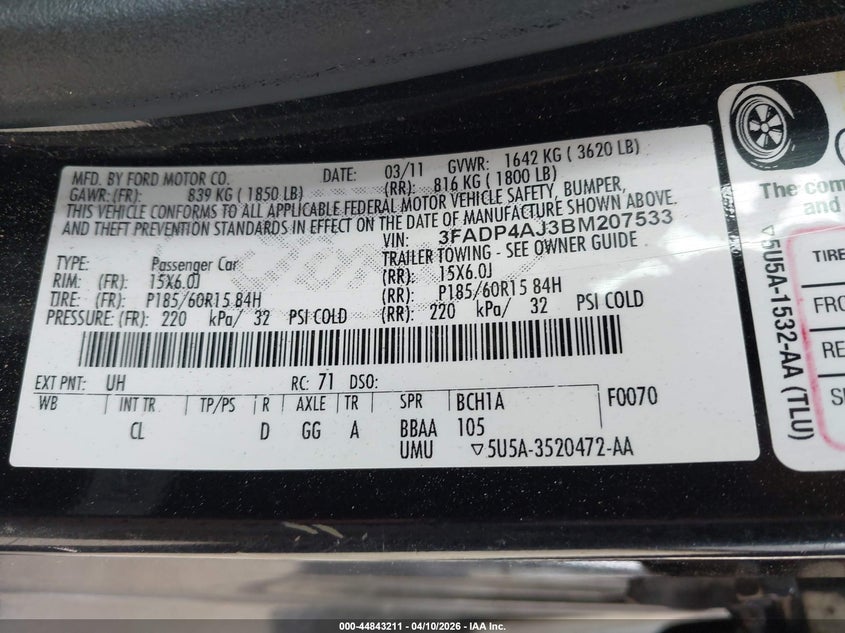 MFD. BY FORD MOTOR CO. DATE: 03/11 GVWR: 1642 KG ( 3620 LB)
GAWR: (FR): 839 KG ( 1850 LB) (RR): 816 KG ( 1800 LB)
THIS VEHICLE CONFORMS TO ALL APPLICABLE FEDERAL MOTOR VEHICLE SAFETY, BUMPER,
AND THEFT PREVENTION STANDARDS IN EFFECT ON THE DATE OF MANUFACTURE SHOWN ABOVE.
VIN: 3FADP4AJ3BM207533
TRAILER TOWING - SEE OWNER GUIDE
TYPE: Passenger Car
RIM: (FR): 15X6.0J (RR): 15X6.0J
TIRE: (FR): P185/60R15 84H (RR): P185/60R15 84H
PRESSURE: (FR): 220 kPa/ 32 PSI COLD (RR): 220 kPa/ 32 PSI COLD
EXT PNT: UH RC: 71 DSO:
WB INT TR TP/PS R AXLE TR SPR BCH1A F0070
CL D GG A BBAA 105
UMU ▽5U5A-3520472-AA
▽5U5A-1532-AA (TLU)
The com
and
TIRE
FRO
RE
S
000-44843211 - 04/10/2026 - IAA Inc.